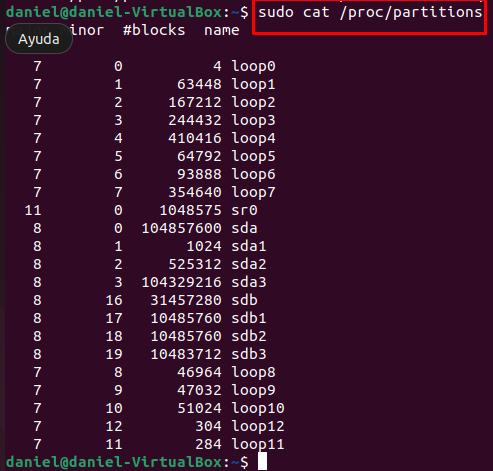 daniel@daniel-VirtualBox:~$ sudo cat /proc/partitions
Ayuda inor #blocks name
7 0 4 loop0
7 1 63448 loop1
7 2 167212 loop2
7 3 244432 loop3
7 4 410416 loop4
7 5 64792 loop5
7 6 93888 loop6
7 7 354640 loop7
11 0 1048575 sr0
8 0 104857600 sda
8 1 1024 sda1
8 2 525312 sda2
8 3 104329216 sda3
8 16 31457280 sdb
8 17 10485760 sdb1
8 18 10485760 sdb2
8 19 10483712 sdb3
7 8 46964 loop8
7 9 47032 loop9
7 10 51024 loop10
7 12 304 loop12
7 11 284 loop11
daniel@daniel-VirtualBox:~$